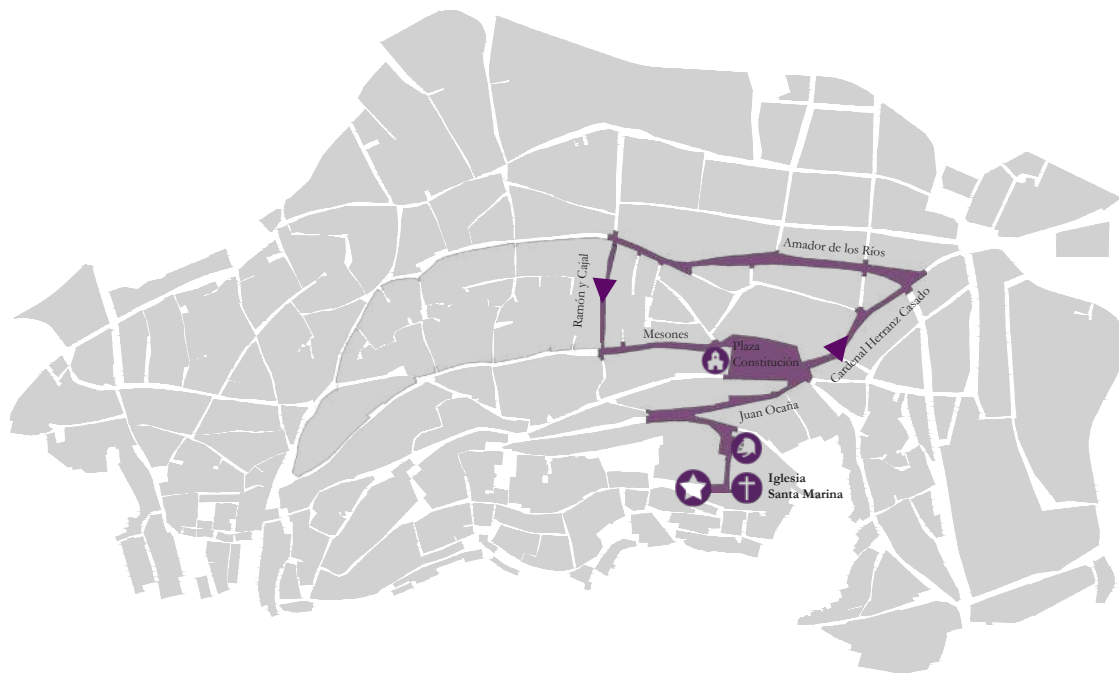 Amador de los Ríos
Ramón y Cajal
Cardenal Herranz Casado
Mesones
Plaza
Constitución
Juan Ocaña
Iglesia
Santa Marina